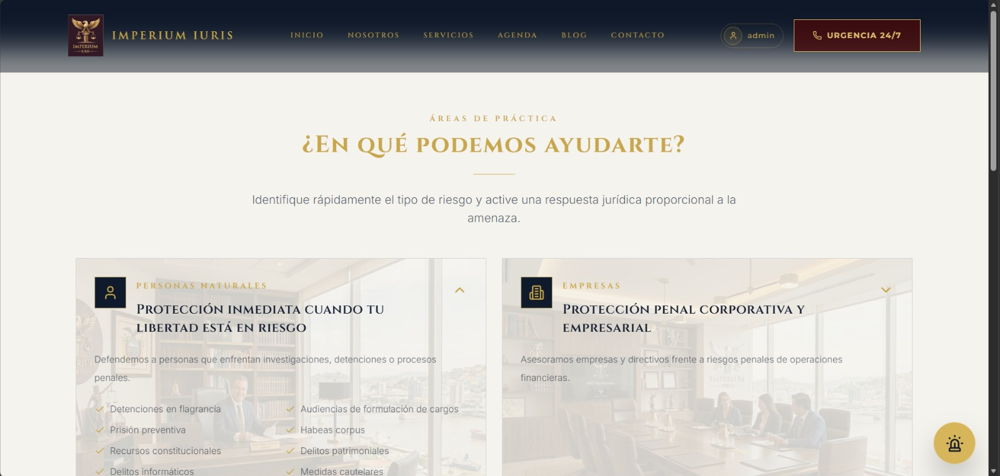 IMPERIUM
IURIS
IMPERIUM IURIS
INICIO
NOSOTROS
SERVICIOS
AGENDA
BLOG
CONTACTO
admin
URGENCIA 24/7
ÁREAS DE PRÁCTICA
¿EN QUÉ PODEMOS AYUDARTE?
Identifique rápidamente el tipo de riesgo y active una respuesta jurídica proporcional a la
amenaza.
PERSONAS NATURALES
PROTECCIÓN INMEDIATA CUANDO TU
LIBERTAD ESTÁ EN RIESGO
Defendemos a personas que enfrentan investigaciones, detenciones o procesos
penales.
Detenciones en flagrancia
Audiencias de formulación de cargos
Prisión preventiva
Habeas corpus
Recursos constitucionales
Delitos patrimoniales
Delitos informáticos
Medidas cautelares
EMPRESAS
PROTECCIÓN PENAL CORPORATIVA Y
EMPRESARIAL
Asesoramos empresas y directivos frente a riesgos penales de operaciones
financieras.
IMPERIUM